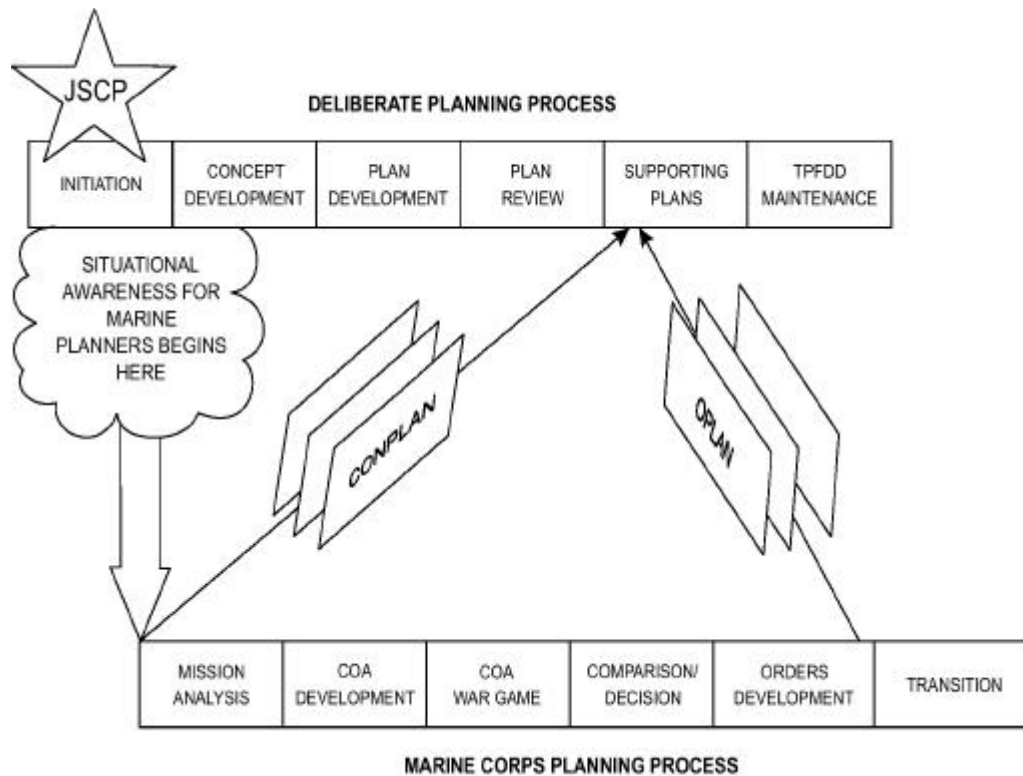 JSCP
DELIBERATE PLANNING PROCESS
INITIATION
CONCEPT
DEVELOPMENT
PLAN
DEVELOPMENT
PLAN
REVIEW
SUPPORTING
PLANS
TPFDD
MAINTENANCE
SITUATIONAL
AWARENESS FOR
MARINE
PLANNERS BEGINS
HERE
CONPLAN
OPLAN
MISSION
ANALYSIS
COA
DEVELOPMENT
COA
WAR GAME
COMPARISON/
DECISION
ORDERS
DEVELOPMENT
TRANSITION
MARINE CORPS PLANNING PROCESS